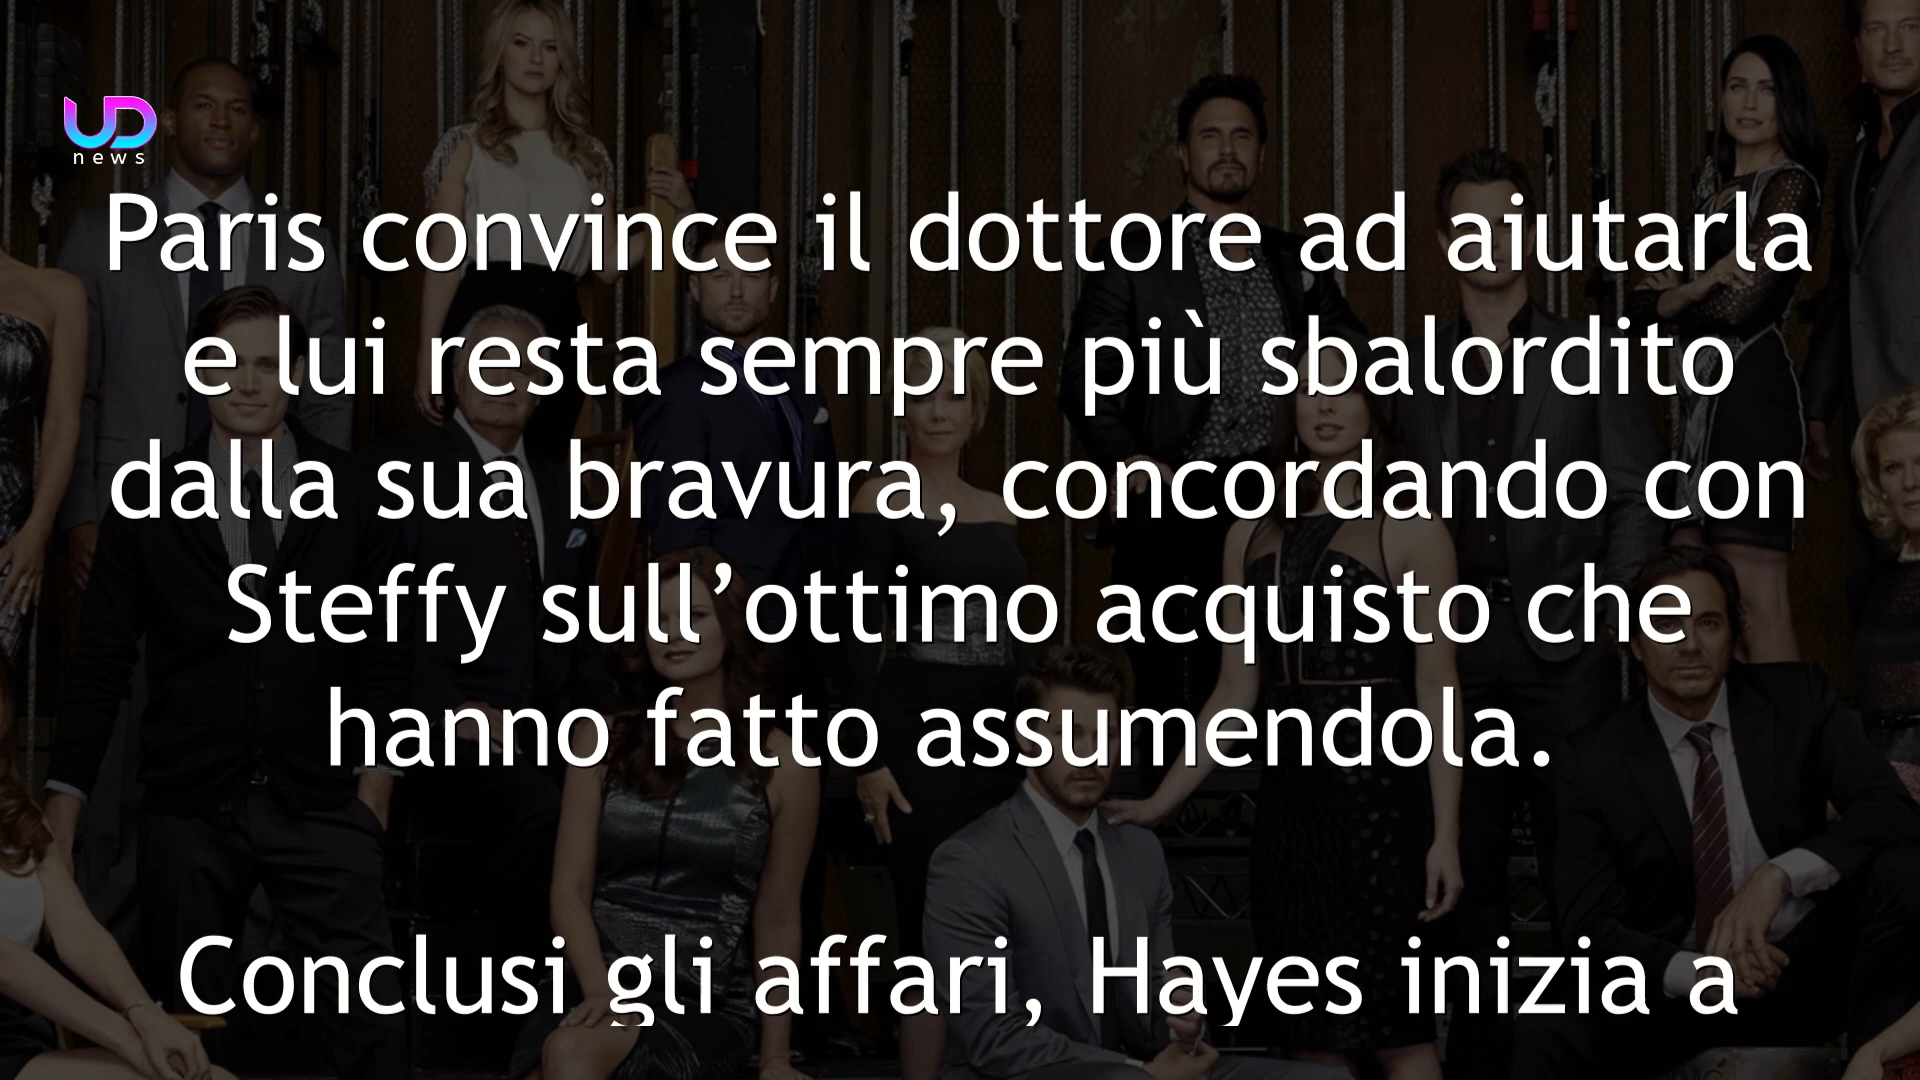 UD
news
Paris convince il dottore ad aiutarla
e lui resta sempre più sbalordito
dalla sua bravura, concordando con
Steffy sull’ottimo acquisto che
hanno fatto assumendola.
Conclusi gli affari, Hayes inizia a